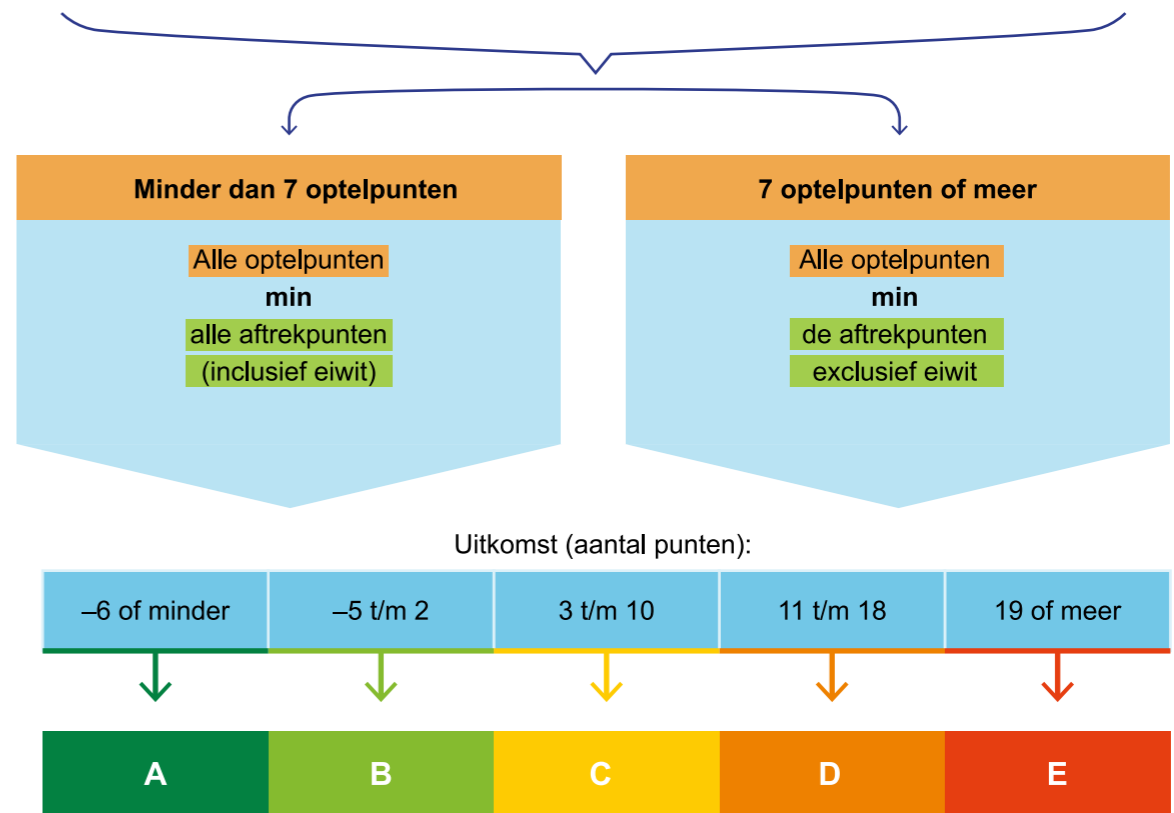 Minder dan 7 optelpunten
Alle optelpunten
min
alle aftrekpunten
(inclusief eiwit)
7 optelpunten of meer
Alle optelpunten
min
de aftrekpunten
exclusief eiwit
Uitkomst (aantal punten):
–6 of minder
–5 t/m 2
3 t/m 10
11 t/m 18
19 of meer
A
B
C
D
E